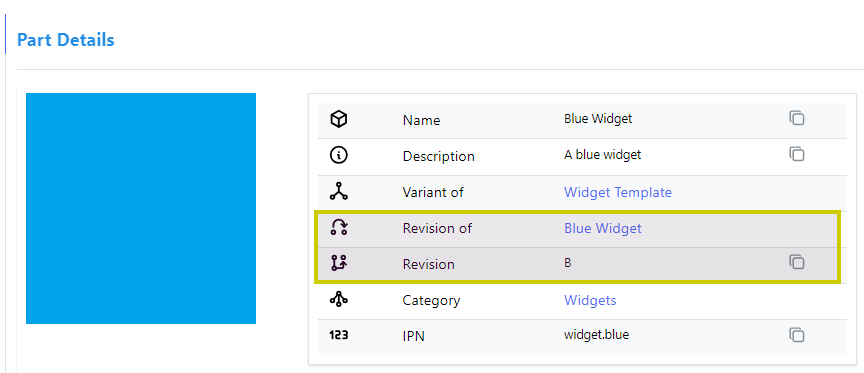 Part Details
Name Blue Widget
Description A blue widget
Variant of Widget Template
Revision of Blue Widget
Revision B
Category Widgets
123 IPN widget.blue